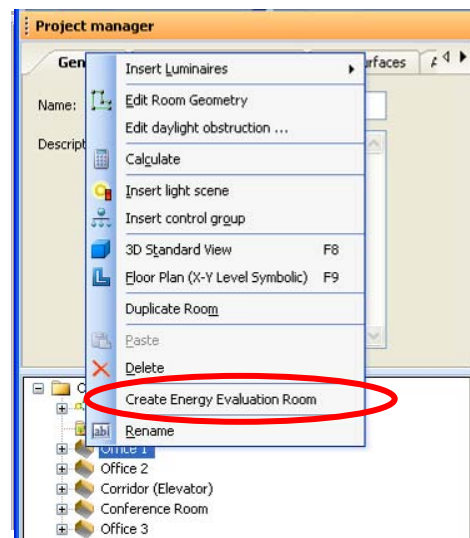 Project manager
Gen
rfaces
Insert Luminaires
Name:
Edit Room Geometry
Edit daylight obstruction ...
Descript
Calculate
Insert light scene
Insert control group
3D Standard View F8
Floor Plan (X-Y Level Symbolic) F9
Duplicate Room
Paste
Delete
Create Energy Evaluation Room
Rename
Office 1
Office 2
Corridor (Elevator)
Conference Room
Office 3